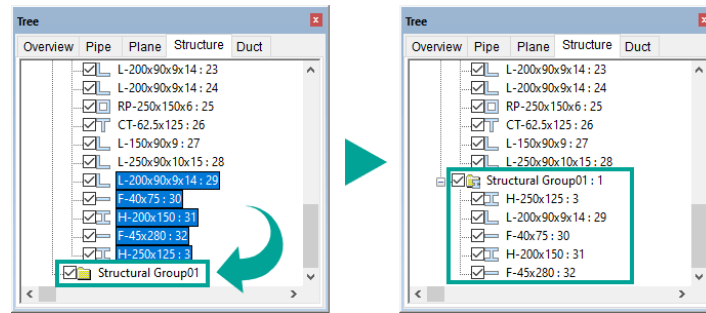 Tree
Overview Pipe Plane Structure Duct
L-200x90x9x14 : 23
L-200x90x9x14 : 24
RP-250x150x6 : 25
CT-62.5x125 : 26
L-150x90x9 : 27
L-250x90x10x15 : 28
L-200x90x9x14 : 29
F-40x75 : 30
H-200x150 : 31
F-45x280 : 32
H-250x125 : 3
Structural Group01
Tree
Overview Pipe Plane Structure Duct
L-200x90x9x14 : 23
L-200x90x9x14 : 24
RP-250x150x6 : 25
CT-62.5x125 : 26
L-150x90x9 : 27
L-250x90x10x15 : 28
Structural Group01 : 1
H-250x125 : 3
L-200x90x9x14 : 29
F-40x75 : 30
H-200x150 : 31
F-45x280 : 32